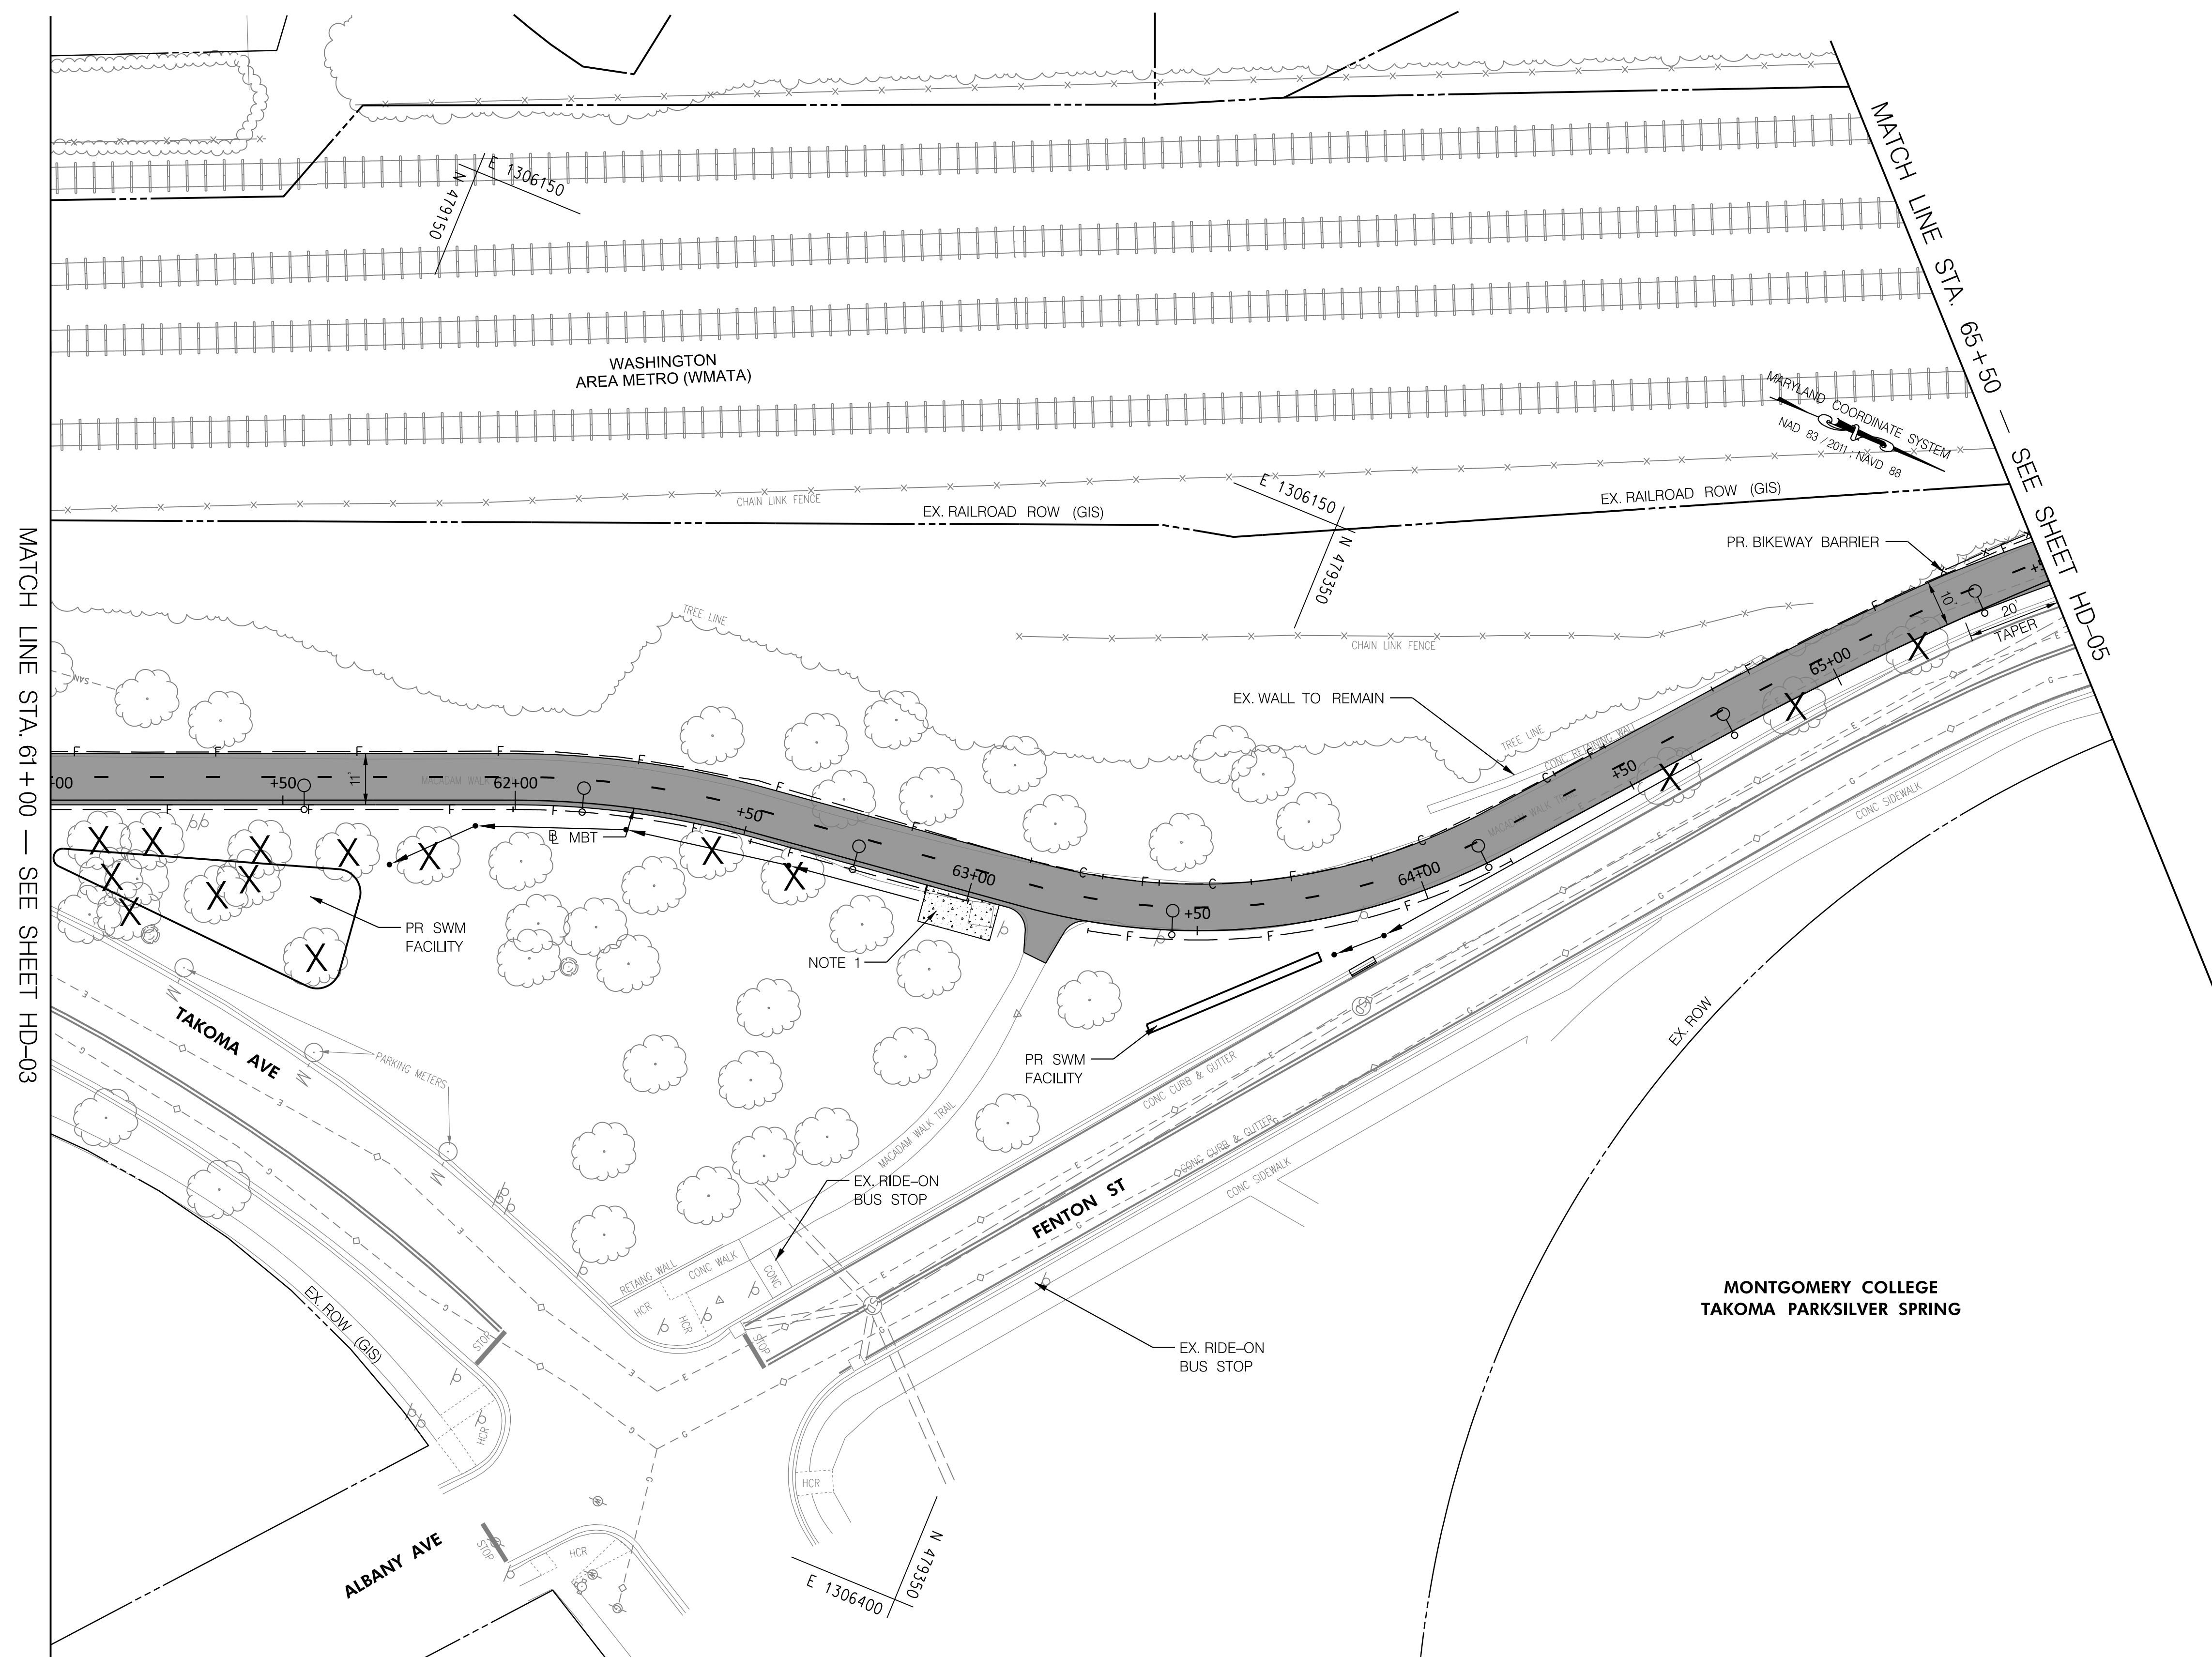 MATCH LINE STA. 61+00 — SEE SHEET HD-03
MATCH LINE STA. 65+50 — SEE SHEET HD-05
E 1306150
N 479150
WASHINGTON
AREA METRO (WMATA)
MARYLAND COORDINATE SYSTEM
NAD 83 / 2011, NAVD 88
CHAIN LINK FENCE
EX. RAILROAD ROW (GIS)
EX. RAILROAD ROW (GIS)
E 1306150
N 479350
PR. BIKEWAY BARRIER
10'
20'
TAPER
TREE LINE
CHAIN LINK FENCE
EX. WALL TO REMAIN
TREE LINE
CONC RETAINING WALL
SAN
+00
+50
11'
62+00
+50
63+00
+50
64+00
+50
65+00
MBT
PR SWM
FACILITY
NOTE 1
PR SWM
FACILITY
TAKOMA AVE
PARKING METERS
M
M
M
MACADAM WALK TRAIL
CONC CURB & GUTTER
CONC CURB & GUTTER
CONC SIDEWALK
CONC SIDEWALK
EX. ROW
EX. RIDE-ON
BUS STOP
FENTON ST
RETAING WALL
CONC WALK
CONC
HCR
HCR
STOP
STOP
EX. ROW (GIS)
HCR
EX. RIDE-ON
BUS STOP
MONTGOMERY COLLEGE
TAKOMA PARK/SILVER SPRING
HCR
ALBANY AVE
STOP
HCR
N 479350
E 1306400